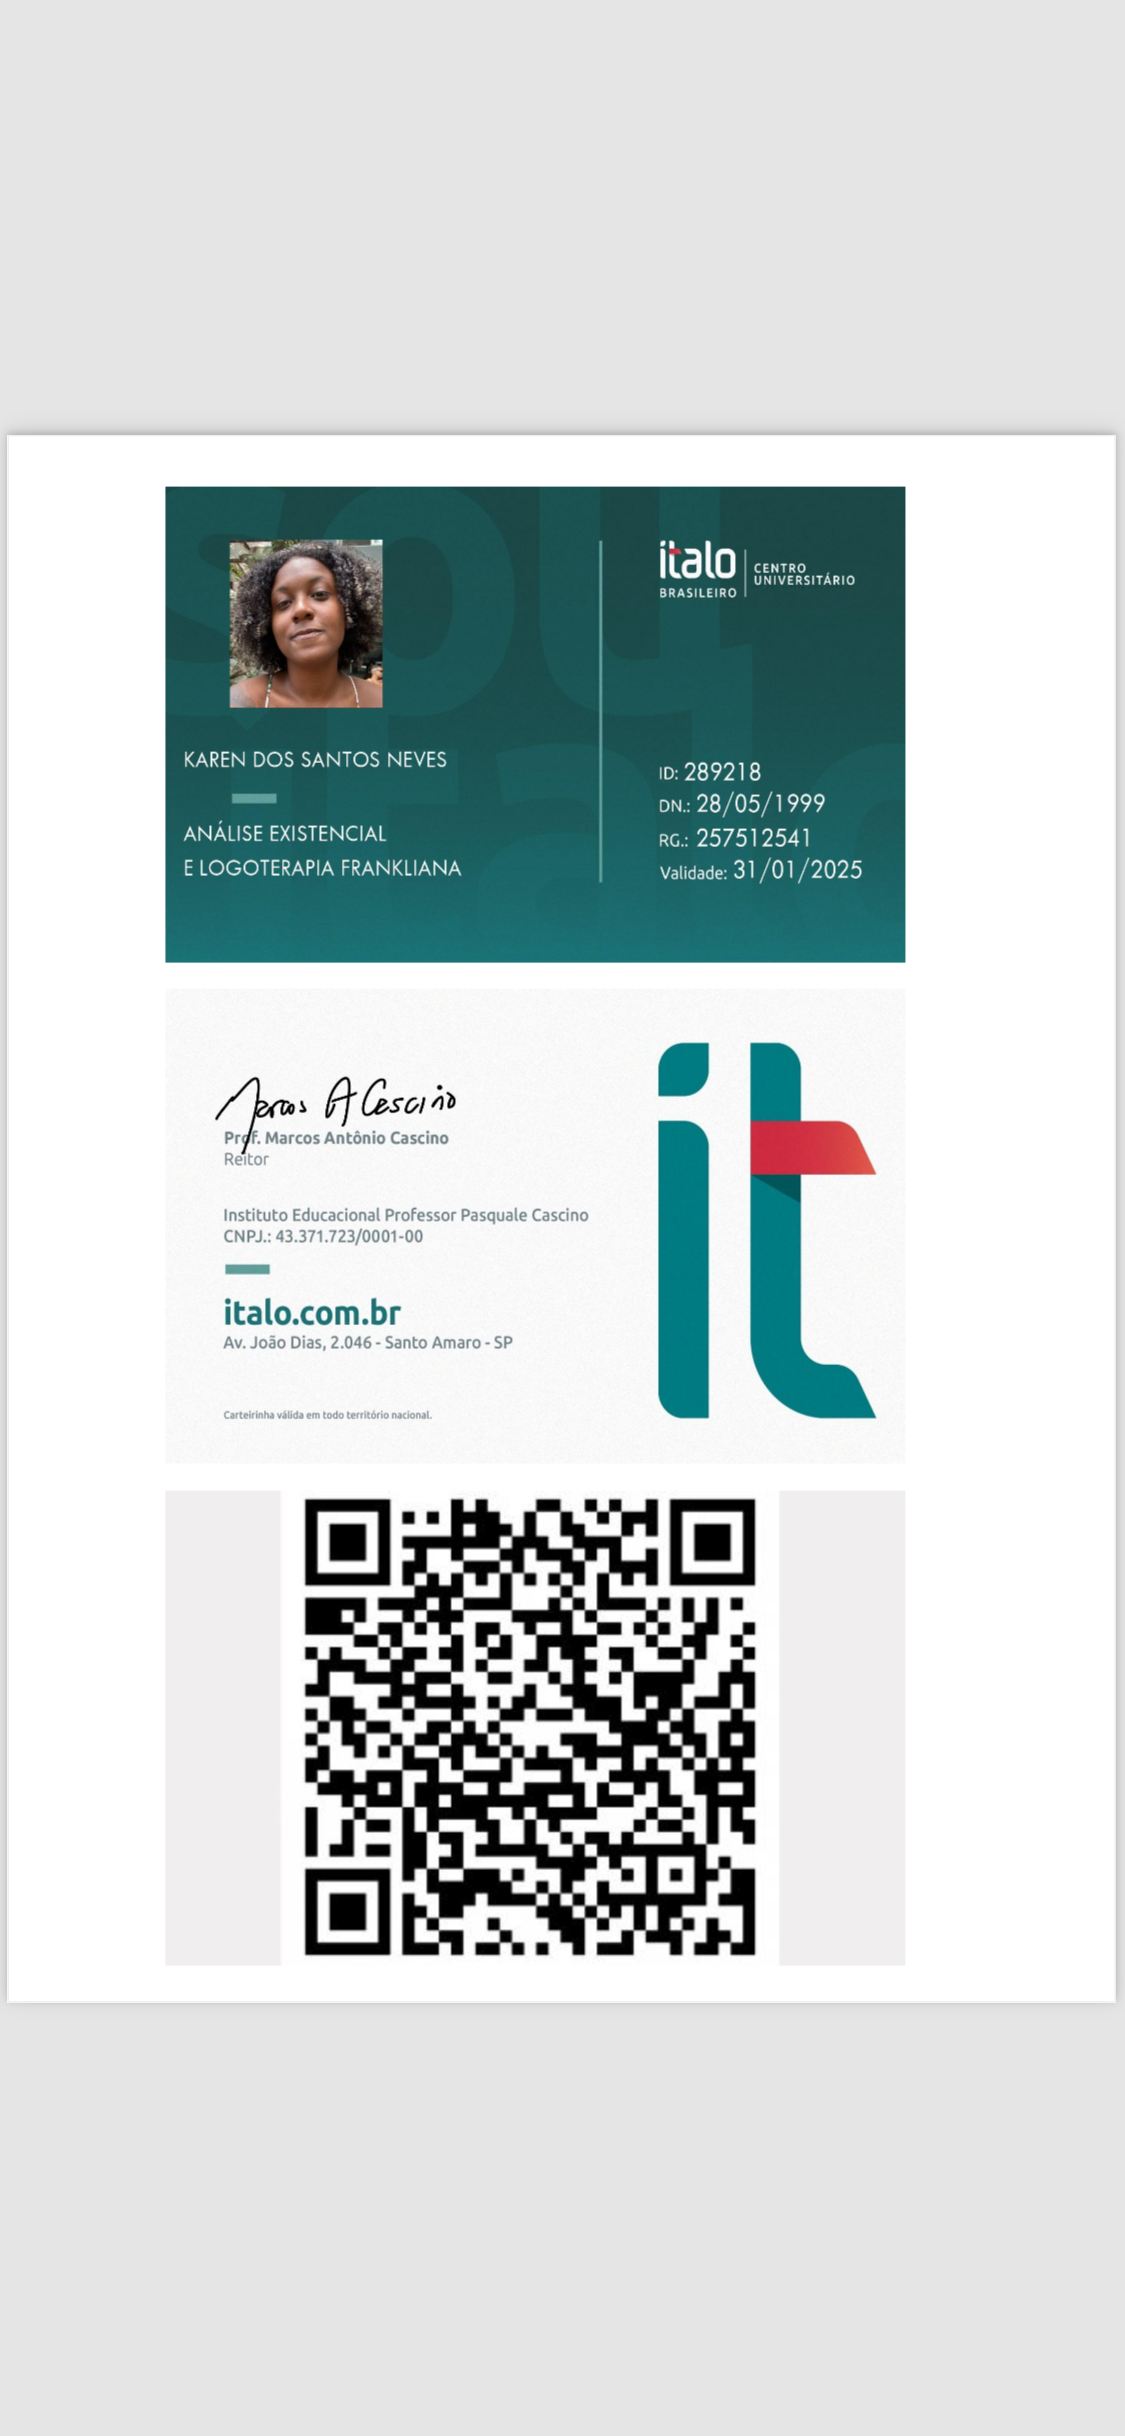 ítalo
BRASILEIRO
CENTRO
UNIVERSITÁRIO
KAREN DOS SANTOS NEVES
ANÁLISE EXISTENCIAL
E LOGOTERAPIA FRANKLIANA
ID: 289218
DN.: 28/05/1999
RG.: 257512541
Validade: 31/01/2025
Marcos A Cascino
Prof. Marcos Antônio Cascino
Reitor
Instituto Educacional Professor Pasquale Cascino
CNPJ.: 43.371.723/0001-00
italo.com.br
Av. João Dias, 2.046 - Santo Amaro - SP
Carteirinha válida em todo território nacional.
it